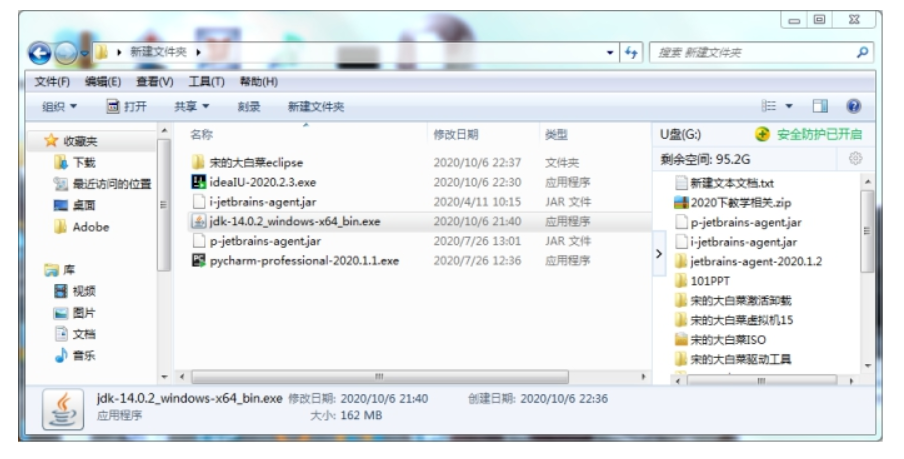 新建文件夹
搜索 新建文件夹
文件(F) 编辑(E) 查看(V) 工具(T) 帮助(H)
组织 打开 共享 刻录 新建文件夹
收藏夹
下载
最近访问的位置
桌面
Adobe
库
视频
图片
文档
音乐
名称 修改日期 类型
宋的大白菜eclipse 2020/10/6 22:37 文件夹
ideaIU-2020.2.3.exe 2020/10/6 22:30 应用程序
i-jetbrains-agent.jar 2020/4/11 10:15 JAR 文件
jdk-14.0.2_windows-x64_bin.exe 2020/10/6 21:40 应用程序
p-jetbrains-agent.jar 2020/7/26 13:01 JAR 文件
pycharm-professional-2020.1.1.exe 2020/7/26 12:36 应用程序
U盘(G:) 安全防护已开启
剩余空间: 95.2G
新建文本文档.txt
2020下教学相关.zip
p-jetbrains-agent.jar
i-jetbrains-agent.jar
jetbrains-agent-2020.1.2
101PPT
宋的大白菜激活卸载
宋的大白菜虚拟机15
宋的大白菜ISO
宋的大白菜驱动工具
jdk-14.0.2_windows-x64_bin.exe 修改日期: 2020/10/6 21:40 创建日期: 2020/10/6 22:36
应用程序 大小: 162 MB